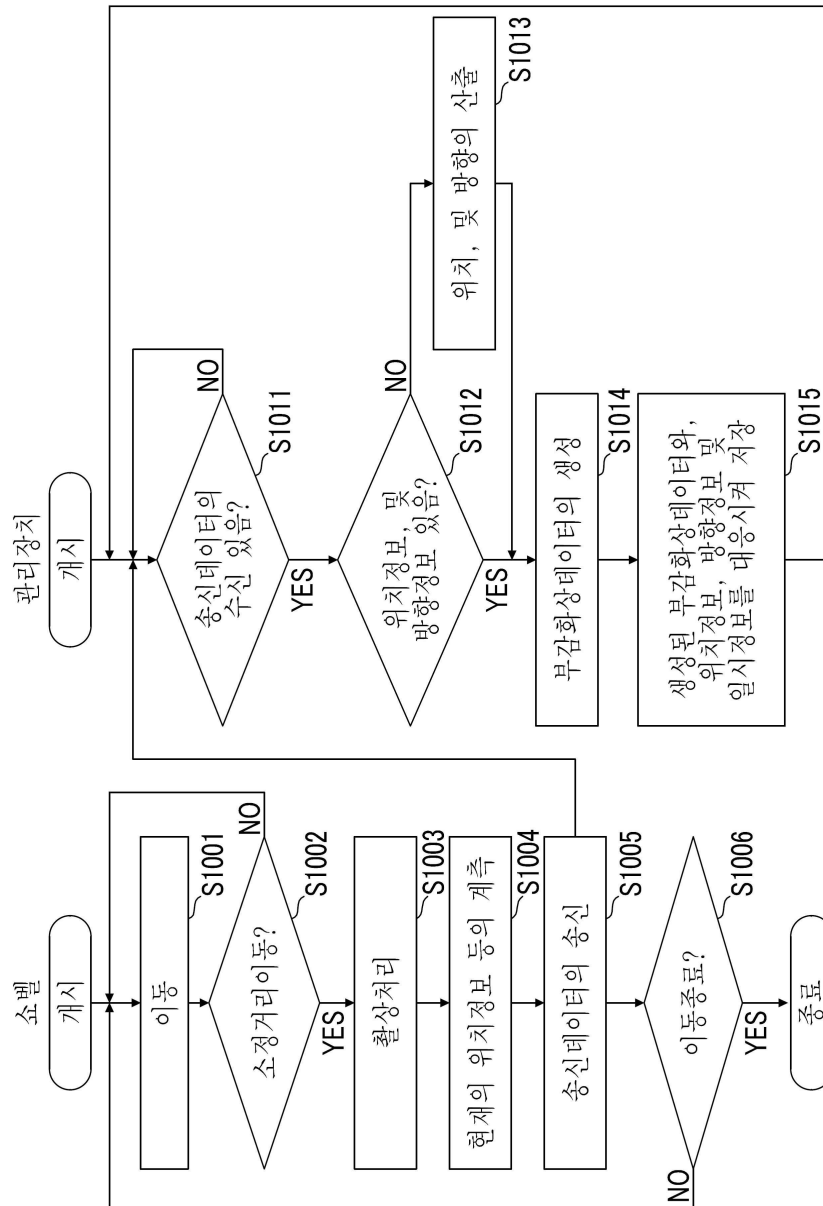 쇼벨
개시
이동
S1001
소정거리이동?
S1002
NO
YES
촬상처리
S1003
현재의 위치정보 등의 계측
S1004
송신데이터의 송신
S1005
이동종료?
S1006
NO
YES
종료
관리장치
개시
송신데이터의
수신 있음?
S1011
NO
YES
위치정보, 및
방향정보 있음?
S1012
NO
YES
위치, 및 방향의 산출
S1013
부감화상데이터의 생성
S1014
생성된 부감화상데이터와,
위치정보, 방향정보 및
일시정보를 대응시켜 저장
S1015